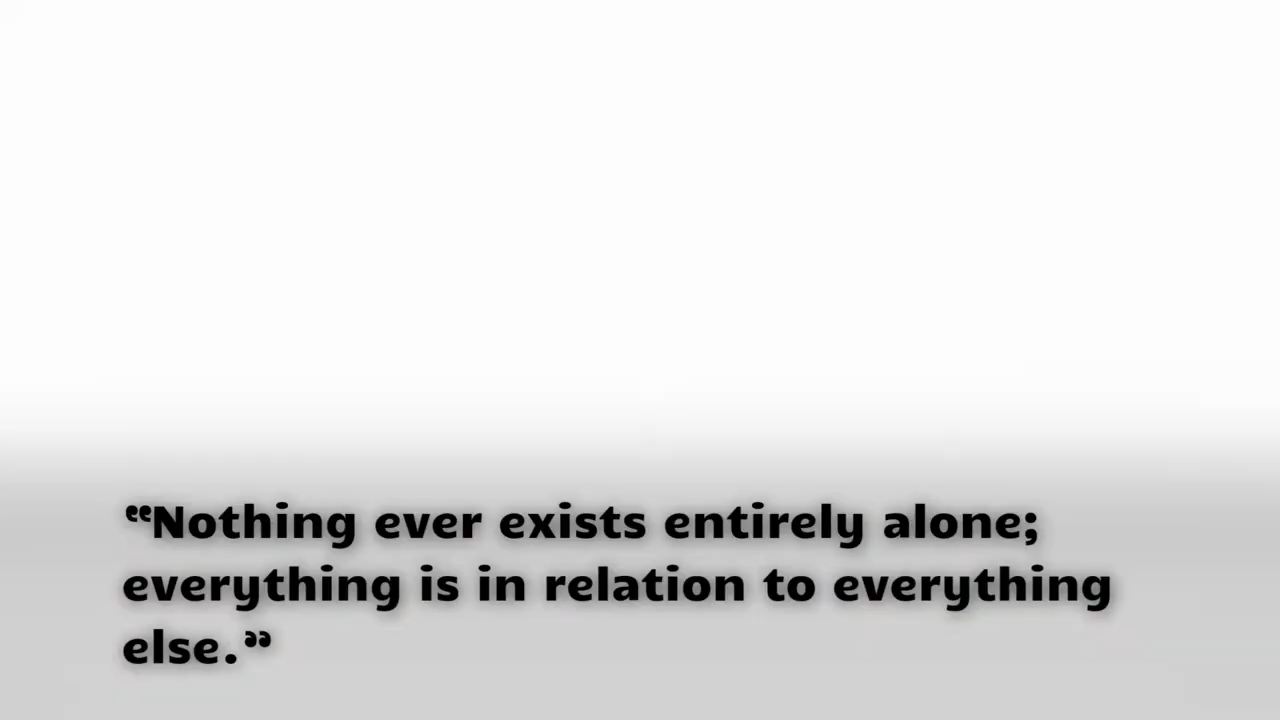 “Nothing ever exists entirely alone;
everything is in relation to everything
else.”